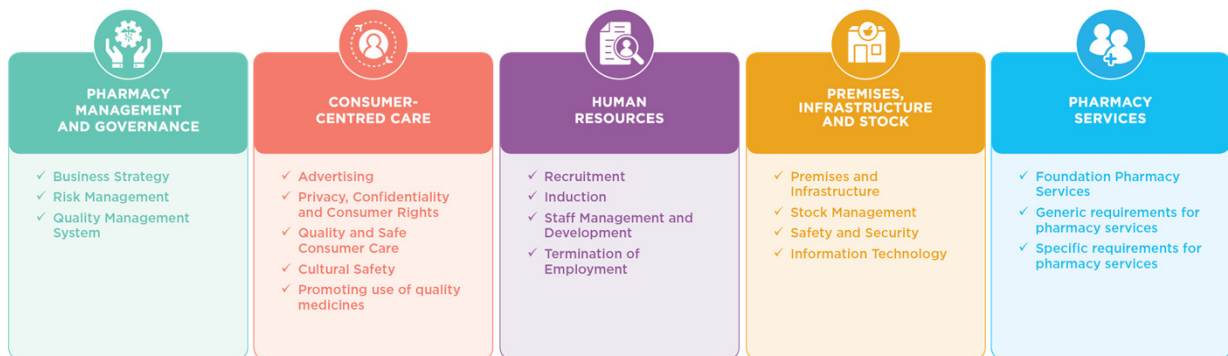 PHARMACY
MANAGEMENT
AND GOVERNANCE
✓ Business Strategy
✓ Risk Management
✓ Quality Management
System
CONSUMER-
CENTRED CARE
✓ Advertising
✓ Privacy, Confidentiality
and Consumer Rights
✓ Quality and Safe
Consumer Care
✓ Cultural Safety
✓ Promoting use of quality
medicines
HUMAN
RESOURCES
✓ Recruitment
✓ Induction
✓ Staff Management and
Development
✓ Termination of
Employment
PREMISES,
INFRASTRUCTURE
AND STOCK
✓ Premises and
Infrastructure
✓ Stock Management
✓ Safety and Security
✓ Information Technology
PHARMACY
SERVICES
✓ Foundation Pharmacy
Services
✓ Generic requirements for
pharmacy services
✓ Specific requirements for
pharmacy services